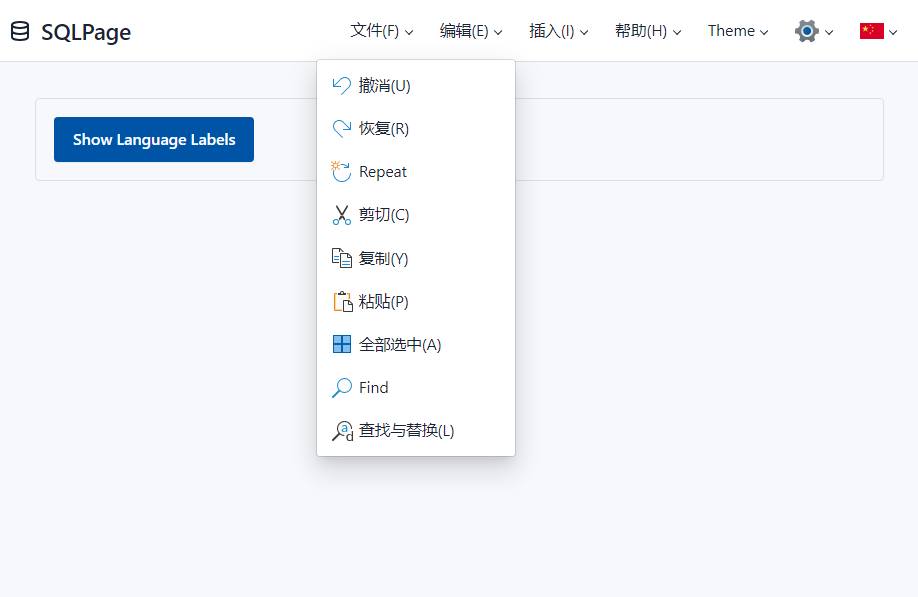 SQLPage 文件(F) 编辑(E) 插入(I) 帮助(H) Theme
Show Language Labels
撤消(U)
恢复(R)
Repeat
剪切(C)
复制(Y)
粘贴(P)
全部选中(A)
Find
查找与替换(L)